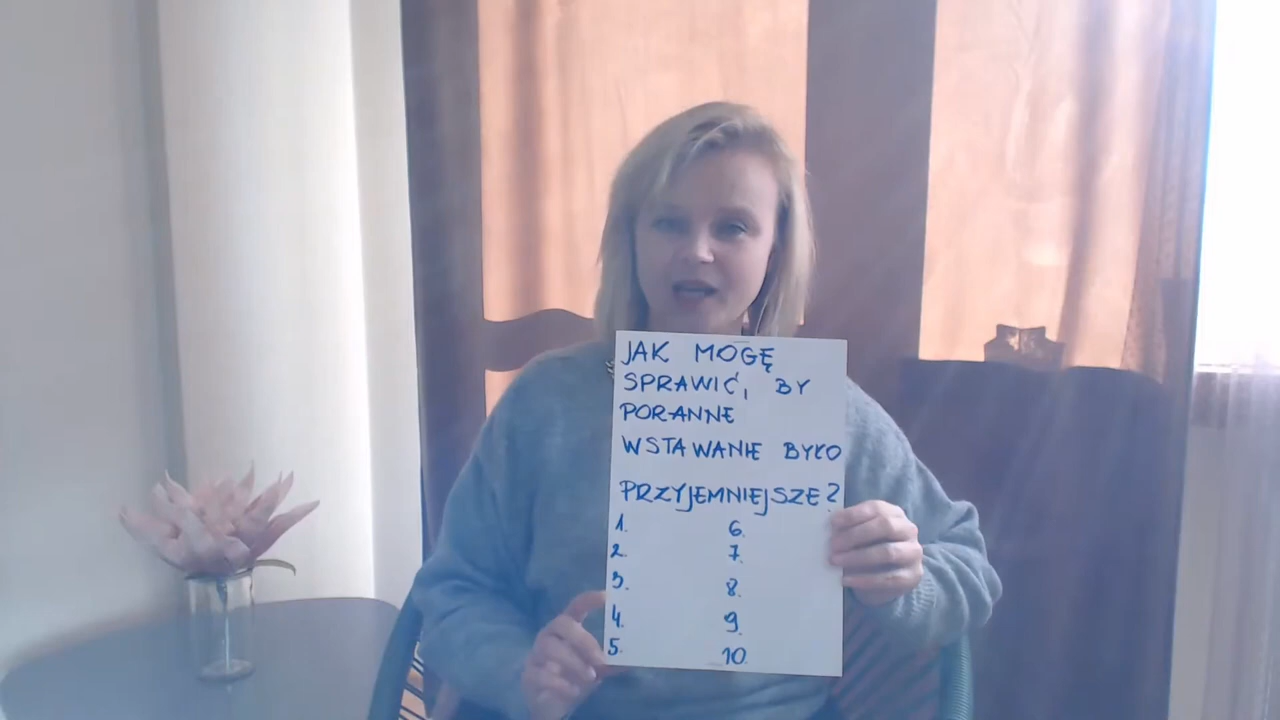 JAK MOGĘ
SPRAWIĆ, BY
PORANNE
WSTAWANIE BYŁO
PRZYJEMNIEJSZE?
1. 6.
2. 7.
3. 8.
4. 9.
5. 10.